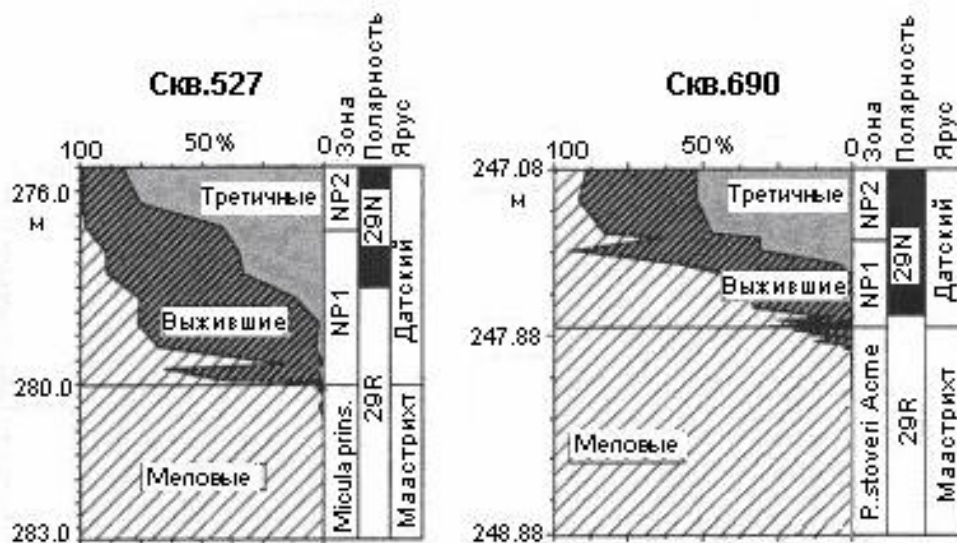 Скв.527
100
50%
0
Зона
Полярность
Ярус
276.0
м
280.0
283.0
Третичные
Выжившие
Меловые
NP2
NP1
Micula prins.
29N
29R
Датский
Маастрихт
Скв.690
100
50%
0
Зона
Полярность
Ярус
247.08
м
247.88
248.88
Третичные
Выжившие
Меловые
NP2
NP1
P..stoveri Acme
29N
29R
Датский
Маастрихт